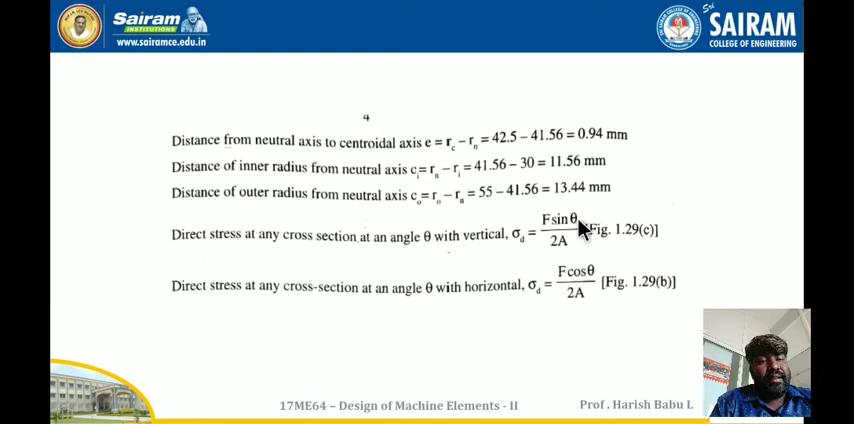 Sairam
INSTITUTIONS
www.sairamce.edu.in
Sri
SAIRAM
COLLEGE OF ENGINEERING
4
Distance from neutral axis to centroidal axis e = r_c − r_n = 42.5 − 41.56 = 0.94 mm
Distance of inner radius from neutral axis c_i = r_n − r_i = 41.56 − 30 = 11.56 mm
Distance of outer radius from neutral axis c_o = r_o − r_n = 55 − 41.56 = 13.44 mm
Direct stress at any cross section at an angle θ with vertical, σ_d = F sin θ / 2A [Fig. 1.29(c)]
Direct stress at any cross-section at an angle θ with horizontal, σ_d = F cos θ / 2A [Fig. 1.29(b)]
17ME64 – Design of Machine Elements - II
Prof . Harish Babu L